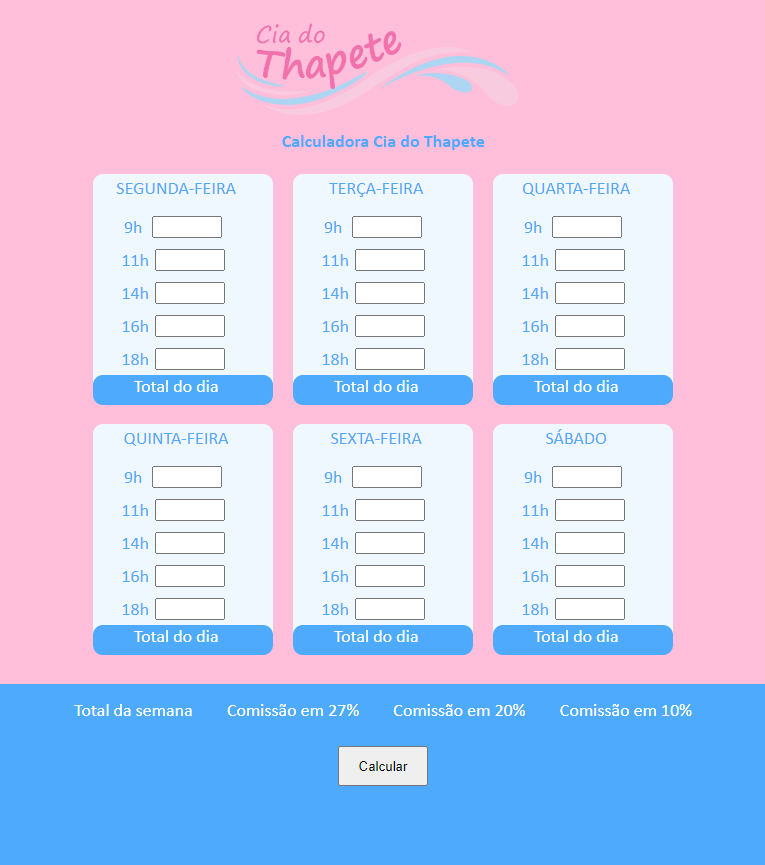 Cia do
Thapete
Calculadora Cia do Thapete
SEGUNDA-FEIRA
9h
11h
14h
16h
18h
Total do dia
TERÇA-FEIRA
9h
11h
14h
16h
18h
Total do dia
QUARTA-FEIRA
9h
11h
14h
16h
18h
Total do dia
QUINTA-FEIRA
9h
11h
14h
16h
18h
Total do dia
SEXTA-FEIRA
9h
11h
14h
16h
18h
Total do dia
SÁBADO
9h
11h
14h
16h
18h
Total do dia
Total da semana Comissão em 27% Comissão em 20% Comissão em 10%
Calcular